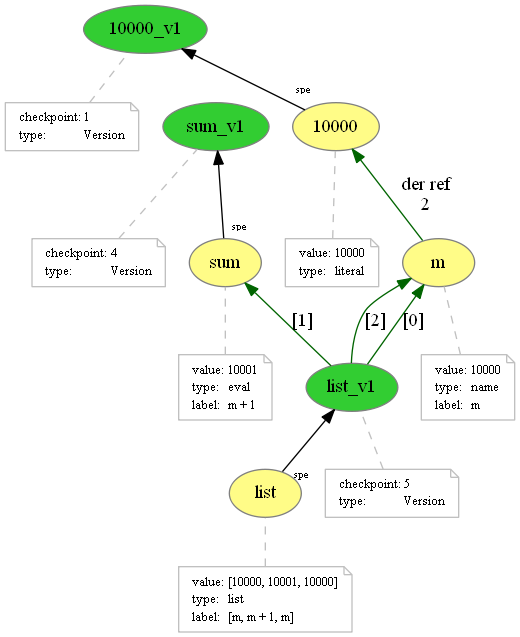 10000_v1
spe
checkpoint: 1
type: Version
sum_v1
10000
der ref
2
spe
checkpoint: 4
type: Version
sum
value: 10000
type: literal
m
[1]
[2]
[0]
value: 10001
type: eval
label: m + 1
list_v1
value: 10000
type: name
label: m
spe
list
checkpoint: 5
type: Version
value: [10000, 10001, 10000]
type: list
label: [m, m + 1, m]